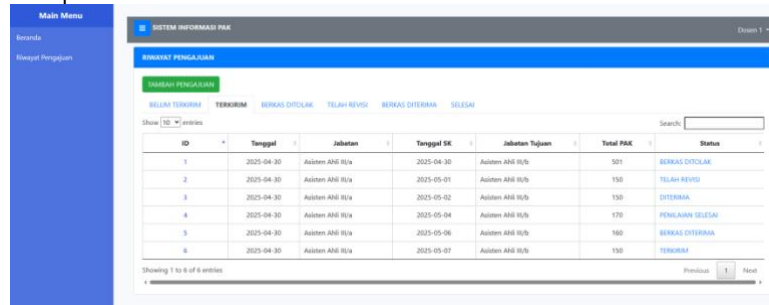 Main Menu
Beranda
Riwayat Pengajuan
SISTEM INFORMASI PAK
Dosen 1
RIWAYAT PENGAJUAN
TAMBAH PENGAJUAN
BELUM TERKIRIM TERKIRIM BERKAS DITOLAK TELAH REVISI BERKAS DITERIMA SELESAI
Show 10 entries
Search:
ID Tanggal Jabatan Tanggal SK Jabatan Tujuan Total PAK Status
1 2025-04-30 Asisten Ahli III/a 2025-04-30 Asisten Ahli III/b 501 BERKAS DITOLAK
2 2025-04-30 Asisten Ahli III/a 2025-05-01 Asisten Ahli III/b 150 TELAH REVISI
3 2025-04-30 Asisten Ahli III/a 2025-05-02 Asisten Ahli III/b 150 DITERIMA
4 2025-04-30 Asisten Ahli III/a 2025-05-04 Asisten Ahli III/b 170 PENILAIAN SELESAI
5 2025-04-30 Asisten Ahli III/a 2025-05-06 Asisten Ahli III/b 160 BERKAS DITERIMA
6 2025-04-30 Asisten Ahli III/a 2025-05-07 Asisten Ahli III/b 150 TERKIRIM
Showing 1 to 6 of 6 entries
Previous 1 Next